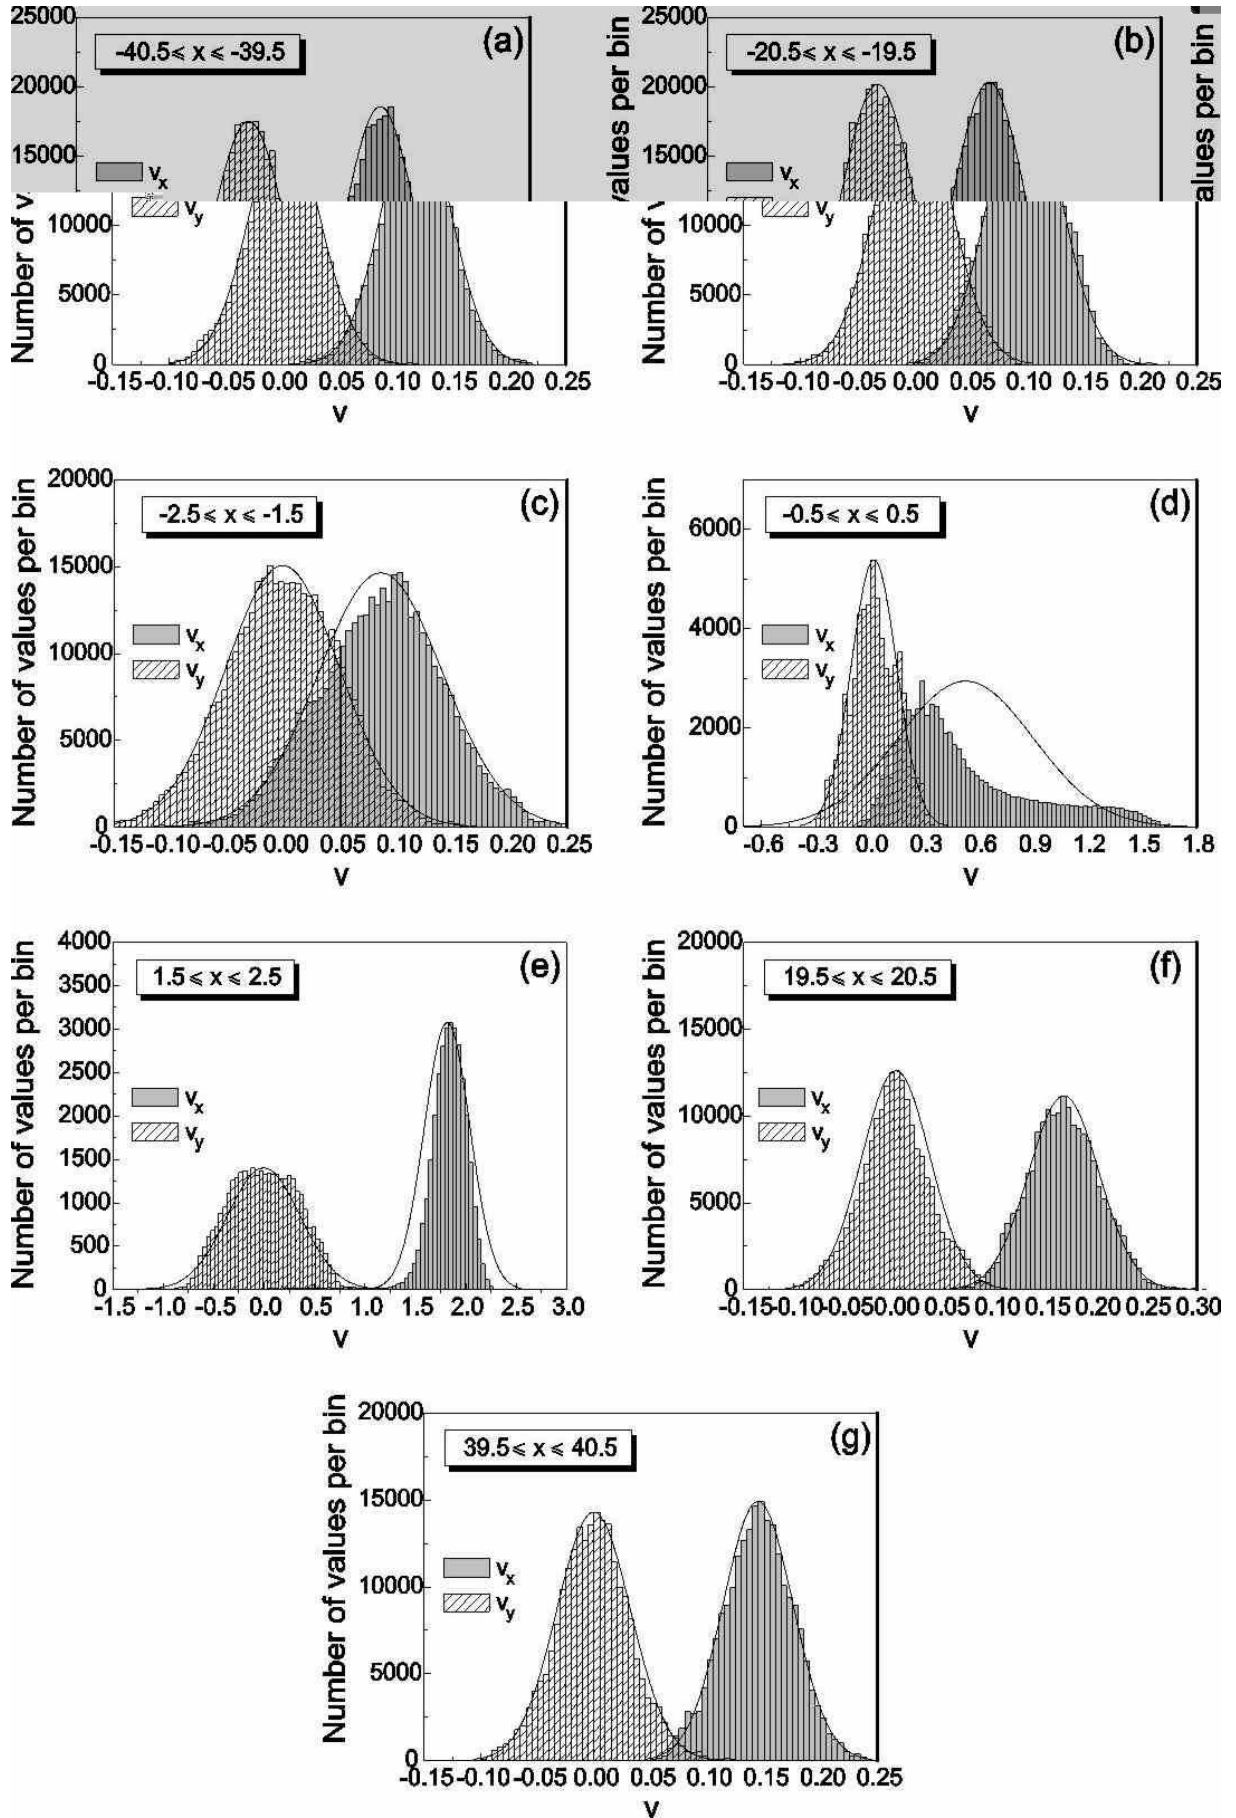 25000
(a)
-40.5 ⩽ x ⩽ -39.5
20000
15000
v_x
v_y
10000
5000
0
Number of v
-0.15 -0.10 -0.05 0.00 0.05 0.10 0.15 0.20 0.25
v
25000
(b)
-20.5 ⩽ x ⩽ -19.5
values per bin
values per bin
20000
15000
v_x
v_y
10000
5000
0
Number of v
-0.15 -0.10 -0.05 0.00 0.05 0.10 0.15 0.20 0.25
v
20000
(c)
-2.5 ⩽ x ⩽ -1.5
15000
v_x
v_y
10000
5000
0
Number of values per bin
-0.15 -0.10 -0.05 0.00 0.05 0.10 0.15 0.20 0.25
v
(d)
-0.5 ⩽ x ⩽ 0.5
6000
4000
v_x
v_y
2000
0
Number of values per bin
-0.6 -0.3 0.0 0.3 0.6 0.9 1.2 1.5 1.8
v
4000
(e)
1.5 ⩽ x ⩽ 2.5
3500
3000
2500
v_x
2000
v_y
1500
1000
500
0
Number of values per bin
-1.5 -1.0 -0.5 0.0 0.5 1.0 1.5 2.0 2.5 3.0
v
20000
(f)
19.5 ⩽ x ⩽ 20.5
15000
v_x
10000
v_y
5000
0
Number of values per bin
-0.15 -0.10 -0.05 0.00 0.05 0.10 0.15 0.20 0.25 0.30
v
20000
(g)
39.5 ⩽ x ⩽ 40.5
15000
v_x
10000
v_y
5000
0
Number of values per bin
-0.15 -0.10 -0.05 0.00 0.05 0.10 0.15 0.20 0.25
v